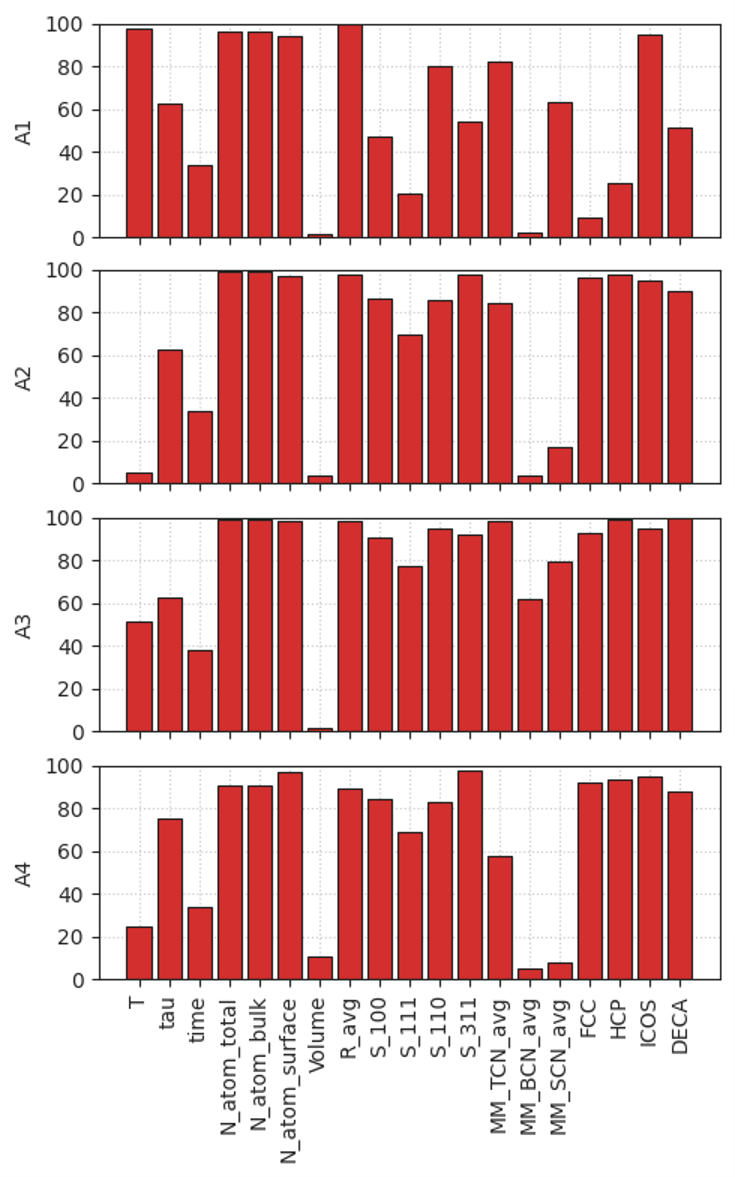 100
80
60
40
20
0
A1
100
80
60
40
20
0
A2
100
80
60
40
20
0
A3
100
80
60
40
20
0
A4
T
tau
time
N_atom_total
N_atom_bulk
N_atom_surface
Volume
R_avg
S_100
S_111
S_110
S_311
MM_TCN_avg
MM_BCN_avg
MM_SCN_avg
FCC
HCP
ICOS
DECA